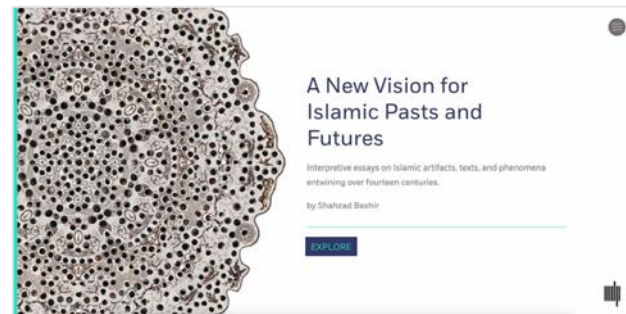 A New Vision for
Islamic Pasts and
Futures
Interpretive essays on Islamic artifacts, texts, and phenomena
entwining over fourteen centuries.
by Shahzad Bashir
EXPLORE